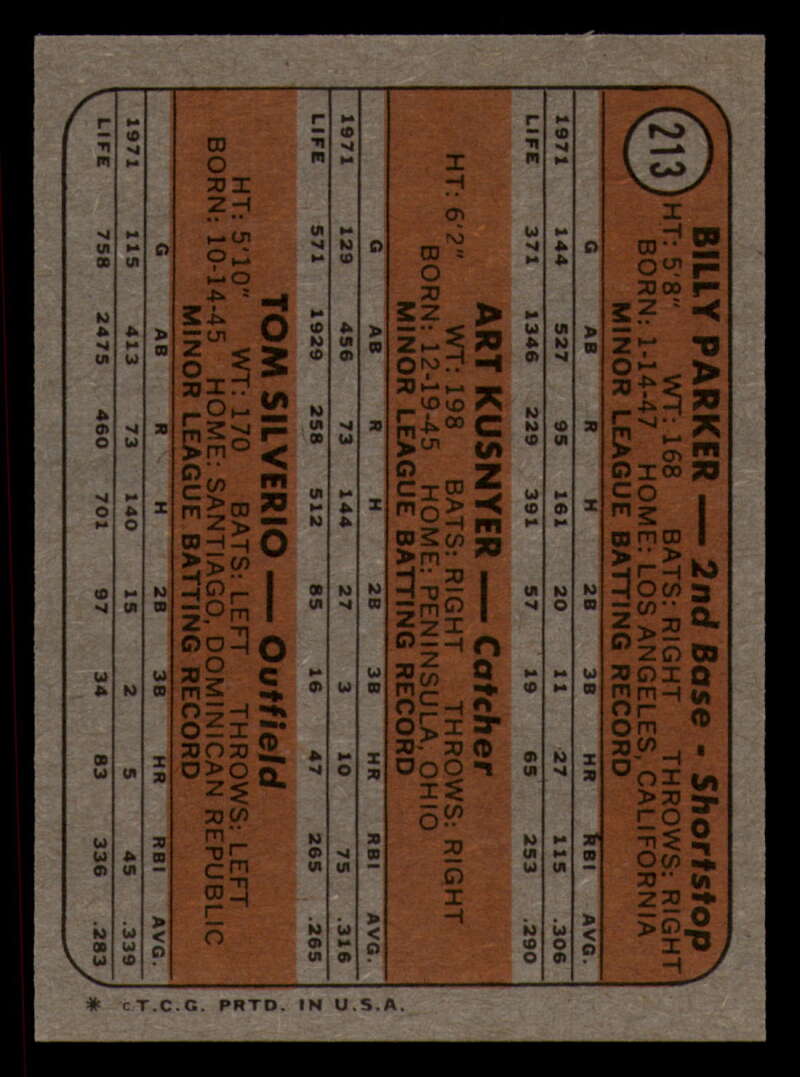 213
BILLY PARKER — 2nd Base - Shortstop
HT: 5'8" WT: 168 BATS: RIGHT THROWS: RIGHT
BORN: 1-14-47 HOME: LOS ANGELES, CALIFORNIA
MINOR LEAGUE BATTING RECORD
G AB R H 2B 3B HR RBI AVG.
1971 144 527 95 161 20 11 27 115 .306
LIFE 371 1346 229 391 57 19 65 253 .290
ART KUSNYER — Catcher
HT: 6'2" WT: 198 BATS: RIGHT THROWS: RIGHT
BORN: 12-19-45 HOME: PENINSULA, OHIO
MINOR LEAGUE BATTING RECORD
G AB R H 2B 3B HR RBI AVG.
1971 129 456 73 144 27 3 10 75 .316
LIFE 571 1929 258 512 85 16 47 265 .265
TOM SILVERIO — Outfield
HT: 5'10" WT: 170 BATS: LEFT THROWS: LEFT
BORN: 10-14-45 HOME: SANTIAGO, DOMINICAN REPUBLIC
MINOR LEAGUE BATTING RECORD
G AB R H 2B 3B HR RBI AVG.
1971 115 413 73 140 15 2 5 45 .339
LIFE 758 2475 460 701 97 34 83 336 .283
* ©T.C.G. PRTD. IN U.S.A.